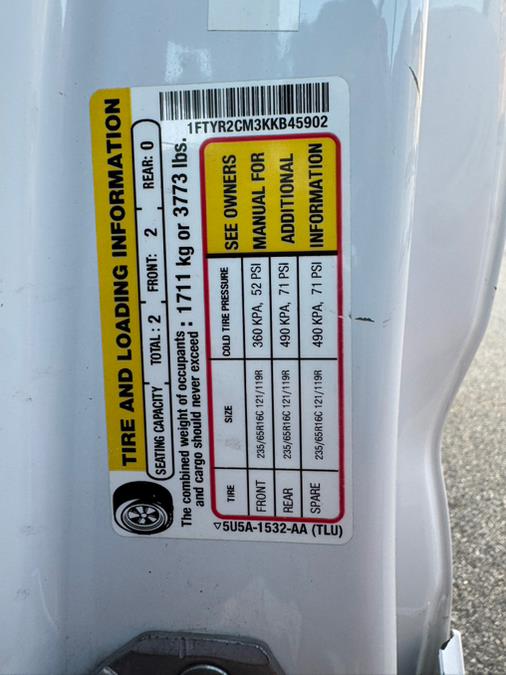 1FTYR2CM3KKB45902
TIRE AND LOADING INFORMATION
SEATING CAPACITY TOTAL : 2 FRONT: 2 REAR: 0
The combined weight of occupants : 1711 kg or 3773 lbs.
and cargo should never exceed
TIRE SIZE COLD TIRE PRESSURE SEE OWNERS
FRONT 235/65R16C 121/119R 360 KPA, 52 PSI MANUAL FOR
REAR 235/65R16C 121/119R 490 KPA, 71 PSI ADDITIONAL
SPARE 235/65R16C 121/119R 490 KPA, 71 PSI INFORMATION
▽5U5A-1532-AA (TLU)